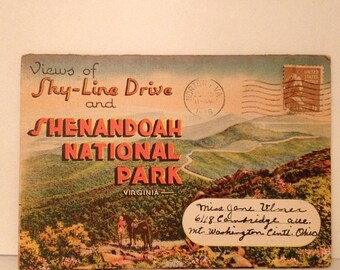 Views of
Sky-Line Drive
and
SHENANDOAH
NATIONAL
PARK
VIRGINIA
Miss Jane Ulmer
6118 Cambridge ave.
Mt. Washington Cinti. Ohio